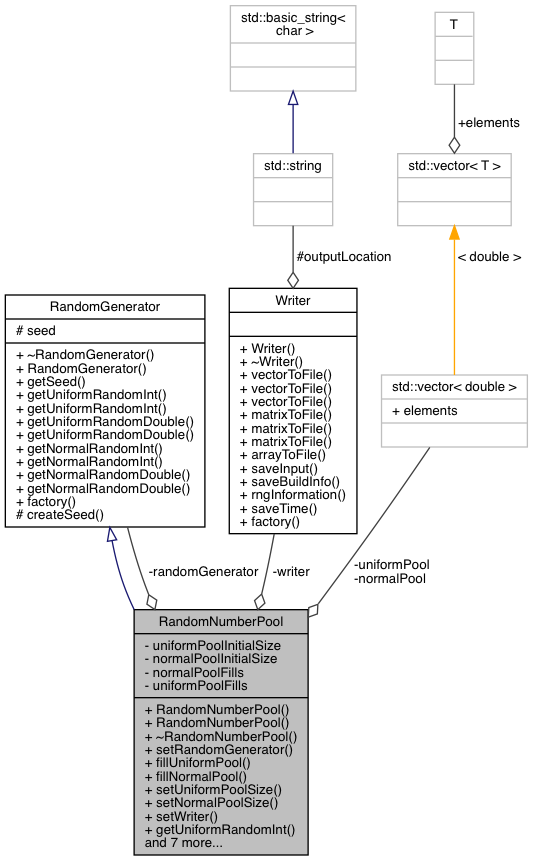 std::basic_string<
char >
T
+elements
std::string
std::vector< T >
#outputLocation
< double >
RandomGenerator
# seed
+ ~RandomGenerator()
+ RandomGenerator()
+ getSeed()
+ getUniformRandomInt()
+ getUniformRandomInt()
+ getUniformRandomDouble()
+ getUniformRandomDouble()
+ getNormalRandomInt()
+ getNormalRandomInt()
+ getNormalRandomDouble()
+ getNormalRandomDouble()
+ factory()
# createSeed()
Writer
+ Writer()
+ ~Writer()
+ vectorToFile()
+ vectorToFile()
+ vectorToFile()
+ matrixToFile()
+ matrixToFile()
+ matrixToFile()
+ arrayToFile()
+ saveInput()
+ saveBuildInfo()
+ rngInformation()
+ saveTime()
+ factory()
std::vector< double >
+ elements
-randomGenerator
-writer
-uniformPool
-normalPool
RandomNumberPool
- uniformPoolInitialSize
- normalPoolInitialSize
- normalPoolFills
- uniformPoolFills
+ RandomNumberPool()
+ RandomNumberPool()
+ ~RandomNumberPool()
+ setRandomGenerator()
+ fillUniformPool()
+ fillNormalPool()
+ setUniformPoolSize()
+ setNormalPoolSize()
+ setWriter()
+ getUniformRandomInt()
and 7 more...